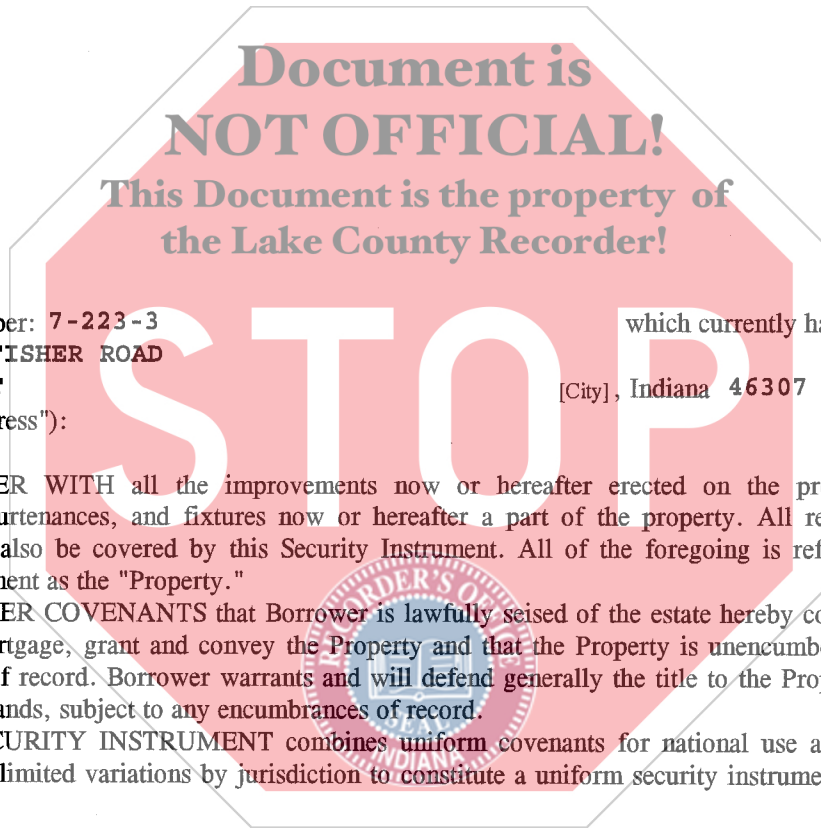 Document is
NOT OFFICIAL!
This Document is the property of
the Lake County Recorder!
STOP
per: 7-223-3 which currently ha
FISHER ROAD
[City], Indiana 46307
ress"):
ER WITH all the improvements now or hereafter erected on the pr
urtenances, and fixtures now or hereafter a part of the property. All re
also be covered by this Security Instrument. All of the foregoing is ref
ent as the "Property."
ER COVENANTS that Borrower is lawfully seised of the estate hereby co
rtgage, grant and convey the Property and that the Property is unencumb
f record. Borrower warrants and will defend generally the title to the Prop
ands, subject to any encumbrances of record.
CURITY INSTRUMENT combines uniform covenants for national use a
limited variations by jurisdiction to constitute a uniform security instrume
RECORDER'S OFFICE
SEAL
INDIANA